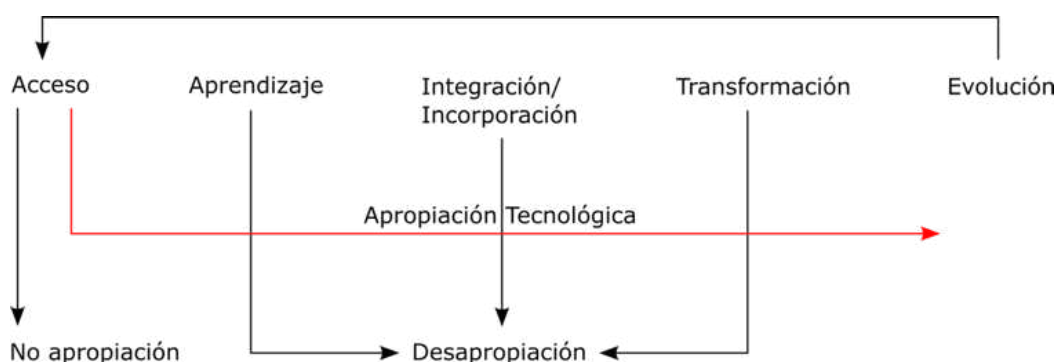 Acceso
Aprendizaje
Integración/
Incorporación
Transformación
Evolución
Apropiación Tecnológica
No apropiación
Desapropiación